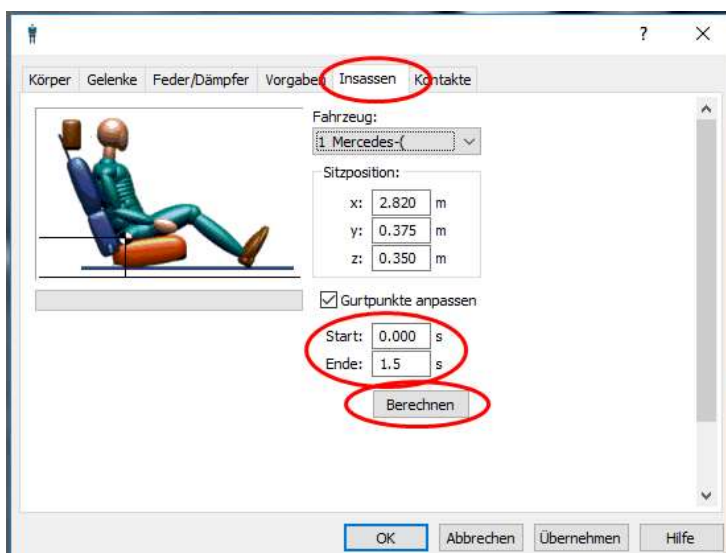 ?
Körper Gelenke Feder/Dämpfer Vorgaben Insassen Kontakte
Fahrzeug:
1 Mercedes-(
Sitzposition:
x: 2.820 m
y: 0.375 m
z: 0.350 m
Gurtpunkte anpassen
Start: 0.000 s
Ende: 1.5 s
Berechnen
OK Abbrechen Übernehmen Hilfe